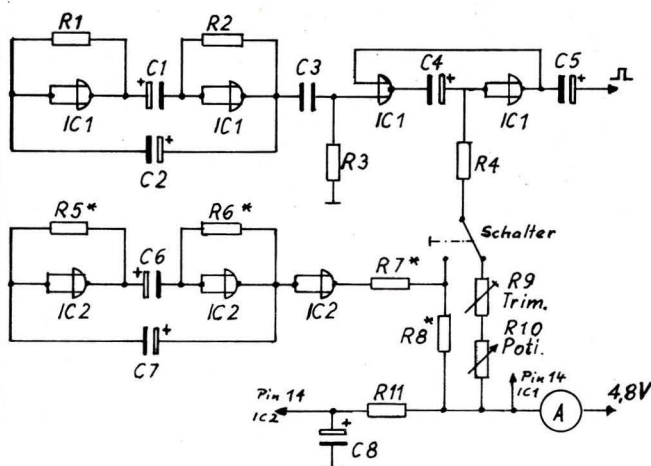 R1
R2
C1
+
C3
C4
+
C5
+
IC1
IC1
IC1
IC1
C2
+
R3
R4
R5*
R6*
Schalter
C6
+
R7*
R9
Trim.
IC2
IC2
IC2
R8*
R10
Poti.
C7
+
Pin 14
IC2
R11
Pin 14
IC1
A
4,8V
+
C8